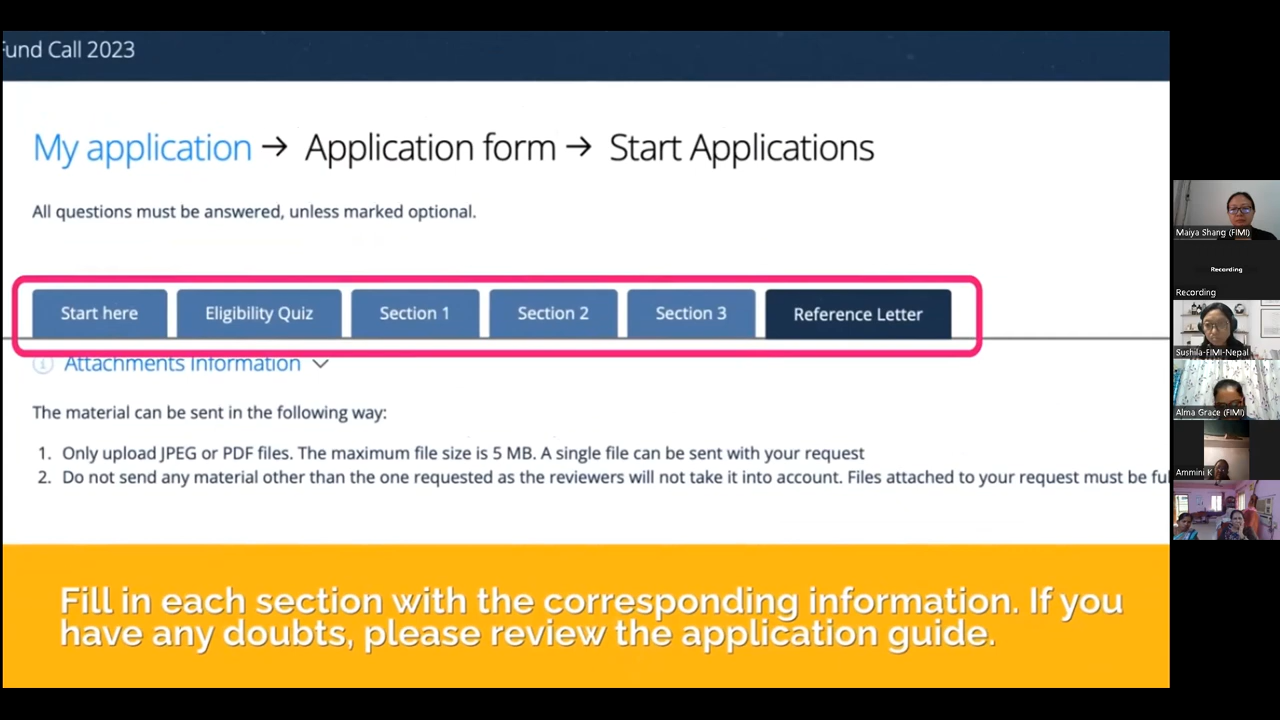 Fund Call 2023
My application → Application form → Start Applications
All questions must be answered, unless marked optional.
Start here
Eligibility Quiz
Section 1
Section 2
Section 3
Reference Letter
Attachments Information
The material can be sent in the following way:
1. Only upload JPEG or PDF files. The maximum file size is 5 MB. A single file can be sent with your request
2. Do not send any material other than the one requested as the reviewers will not take it into account. Files attached to your request must be ful
Fill in each section with the corresponding information. If you
have any doubts, please review the application guide.
Maiya Shang (FIMI)
Recording
Recording
Sushila-FIMI-Nepal
Alma Grace (FIMI)
Ammini K